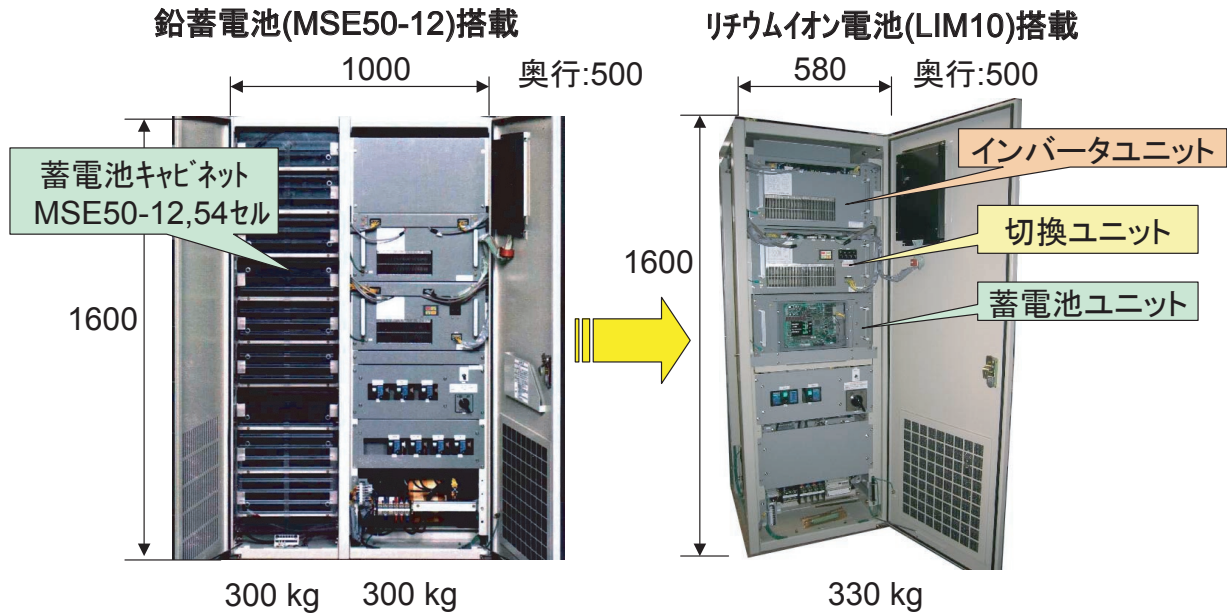 鉛蓄電池(MSE50-12)搭載
リチウムイオン電池(LIM10)搭載
1000
奥行:500
580
奥行:500
蓄電池キャビネット
MSE50-12,54セル
インバータユニット
切換ユニット
蓄電池ユニット
1600
1600
300 kg
300 kg
330 kg